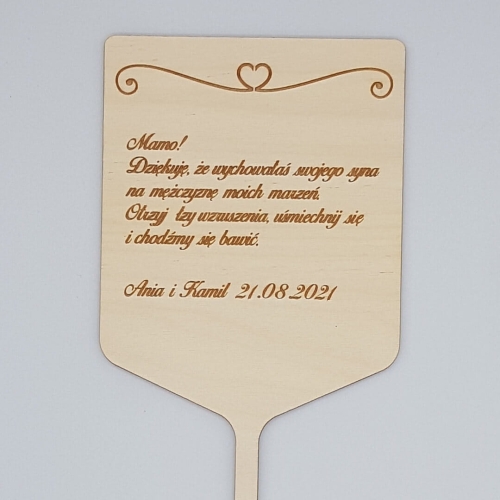 Mamo!
Dziękuję, że wychowałaś swojego syna
na mężczyznę moich marzeń.
Otrzyj łzy wzruszenia, uśmiechnij się
i chodźmy się bawić.
Ania i Kamil 21.08.2021